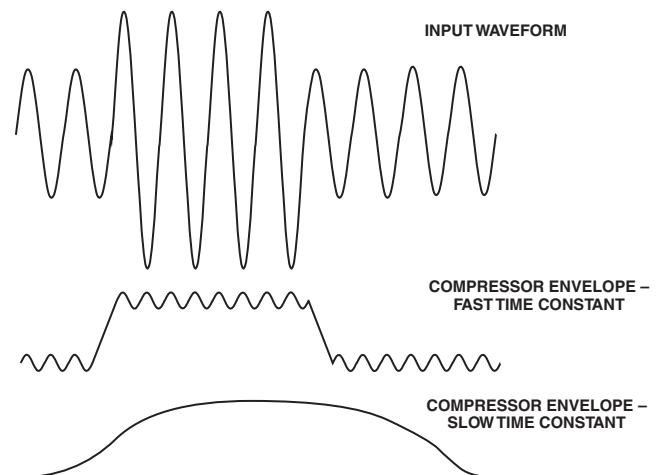 INPUT WAVEFORM
COMPRESSOR ENVELOPE –
FAST TIME CONSTANT
COMPRESSOR ENVELOPE –
SLOW TIME CONSTANT